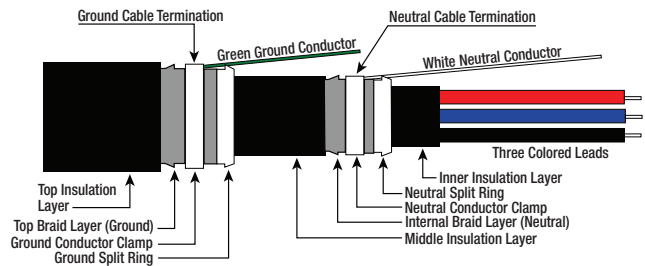 Ground Cable Termination
Neutral Cable Termination
Green Ground Conductor
White Neutral Conductor
Three Colored Leads
Top Insulation
Layer
Top Braid Layer (Ground)
Ground Conductor Clamp
Ground Split Ring
Inner Insulation Layer
Neutral Split Ring
Neutral Conductor Clamp
Internal Braid Layer (Neutral)
Middle Insulation Layer